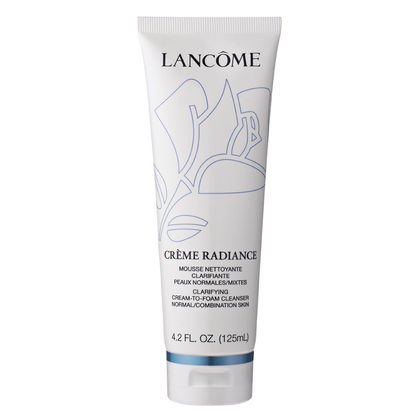 LANCÔME
CRÈME RADIANCE
MOUSSE NETTOYANTE
CLARIFIANTE
PEAUX NORMALES/MIXTES
CLARIFYING
CREAM-TO-FOAM CLEANSER
NORMAL/COMBINATION SKIN
4.2 FL. OZ. (125mL)